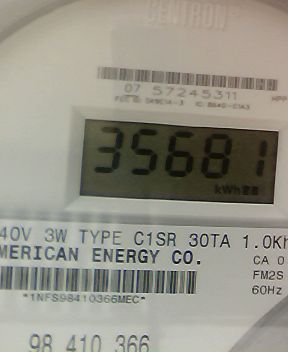 CENTRON
07 57245311
35681
kWh
40V 3W TYPE C1SR 30TA 1.0Kh
MERICAN ENERGY CO.
CA 0
FM2S
60Hz
*1NFS98410366MEC*
98 410 366